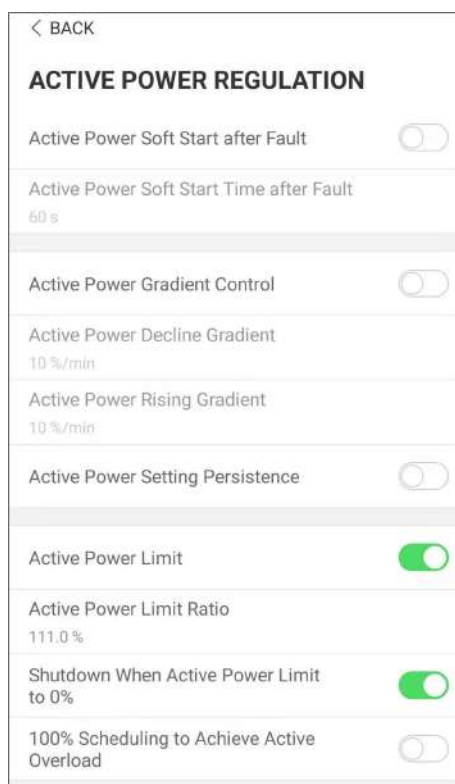 < BACK
ACTIVE POWER REGULATION
Active Power Soft Start after Fault
Active Power Soft Start Time after Fault
60 s
Active Power Gradient Control
Active Power Decline Gradient
10 %/min
Active Power Rising Gradient
10 %/min
Active Power Setting Persistence
Active Power Limit
Active Power Limit Ratio
111.0 %
Shutdown When Active Power Limit
to 0%
100% Scheduling to Achieve Active
Overload